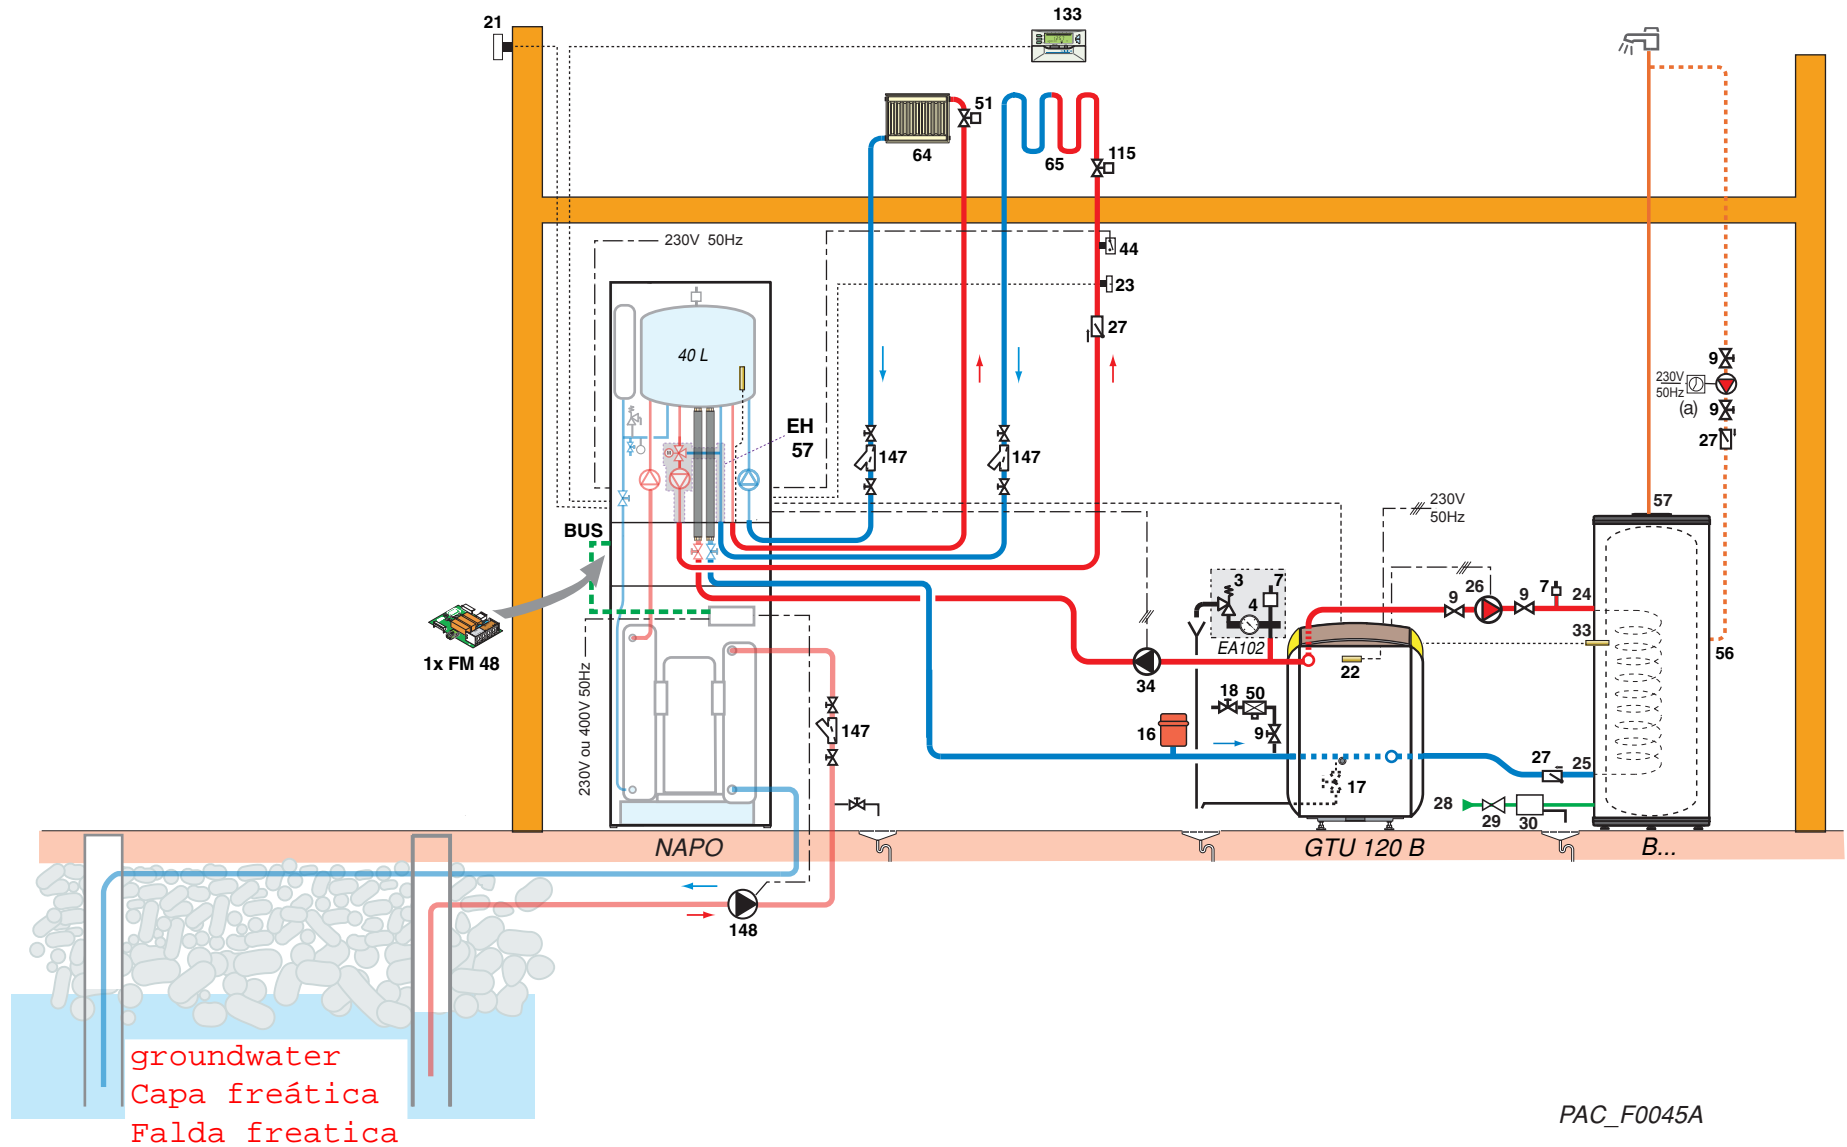 21
133
51
64
65
115
230V 50Hz
44
23
27
40 L
EH
57
147
147
9
230V
50Hz
(a)
9
27
BUS
230V
50Hz
57
1x FM 48
3
7
4
EA102
26
9
9
7
24
33
56
34
22
230V ou 400V 50Hz
147
18
50
16
9
17
27
25
28
29
30
NAPO
GTU 120 B
B...
148
groundwater
Capa freática
Falda freatica
PAC_F0045A